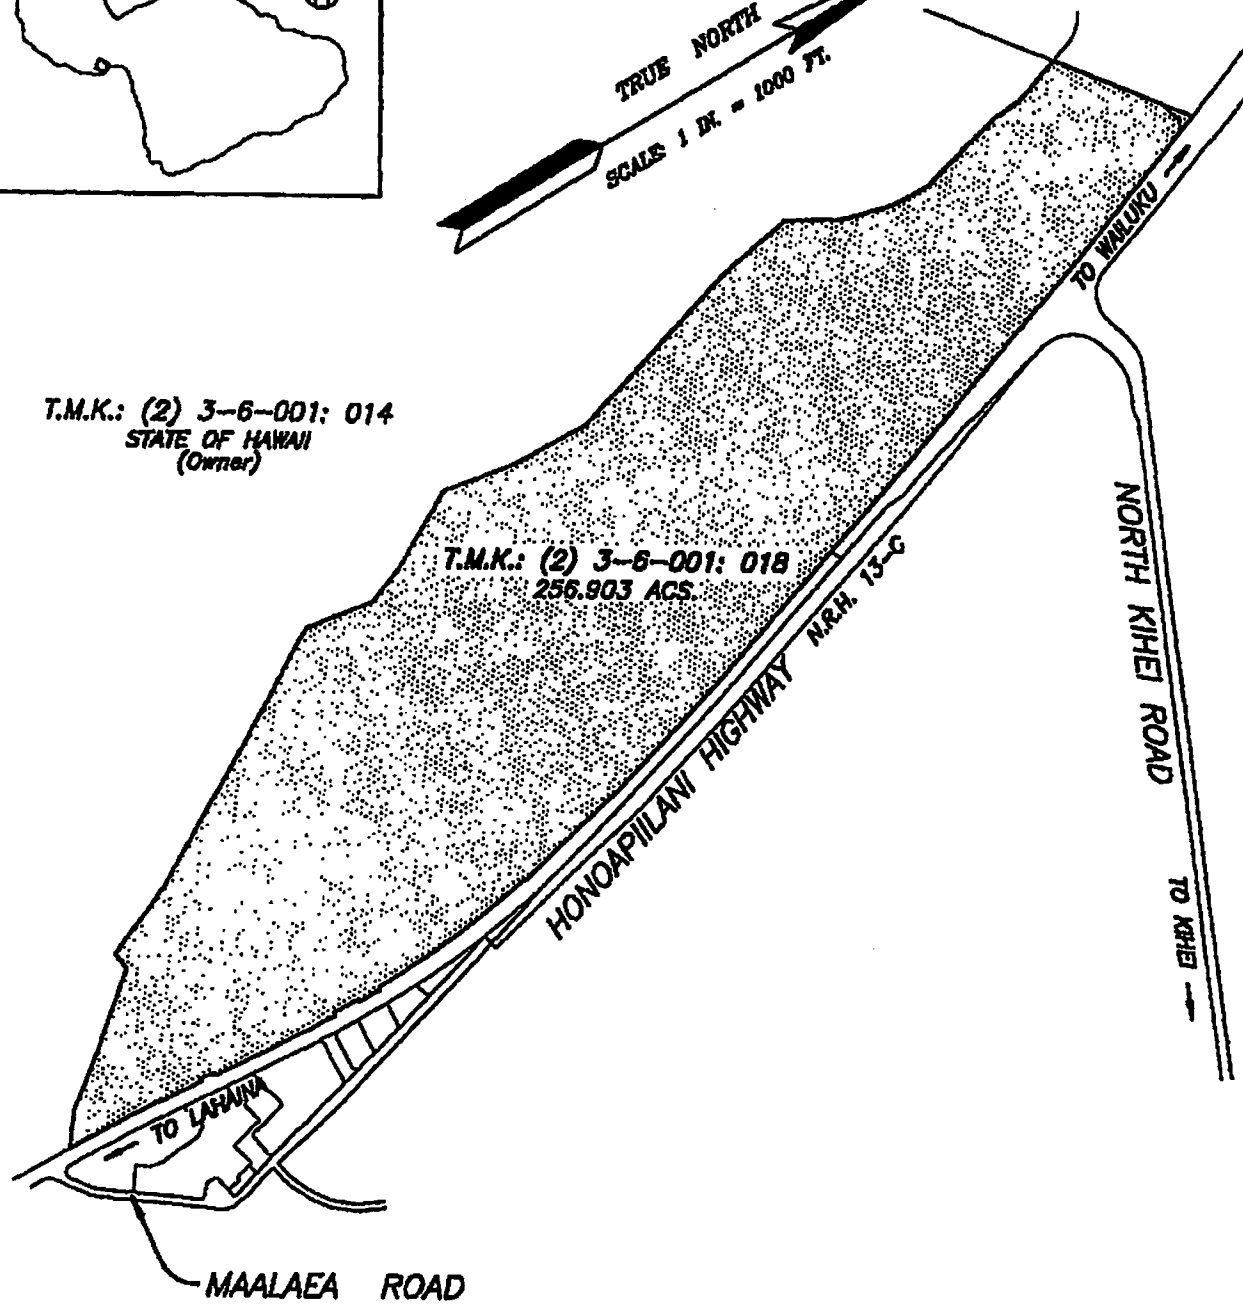 TRUE NORTH
SCALE: 1 IN. = 1000 FT.
TO WAILUKU
T.M.K.: (2) 3-6-001: 014
STATE OF HAWAII
(Owner)
T.M.K.: (2) 3-6-001: 018
256.903 ACS.
HONOAPIILANI HIGHWAY N.R.H. 13-C
NORTH KIHEI ROAD
TO KIHEI
TO LAHAINA
MAALAEA ROAD